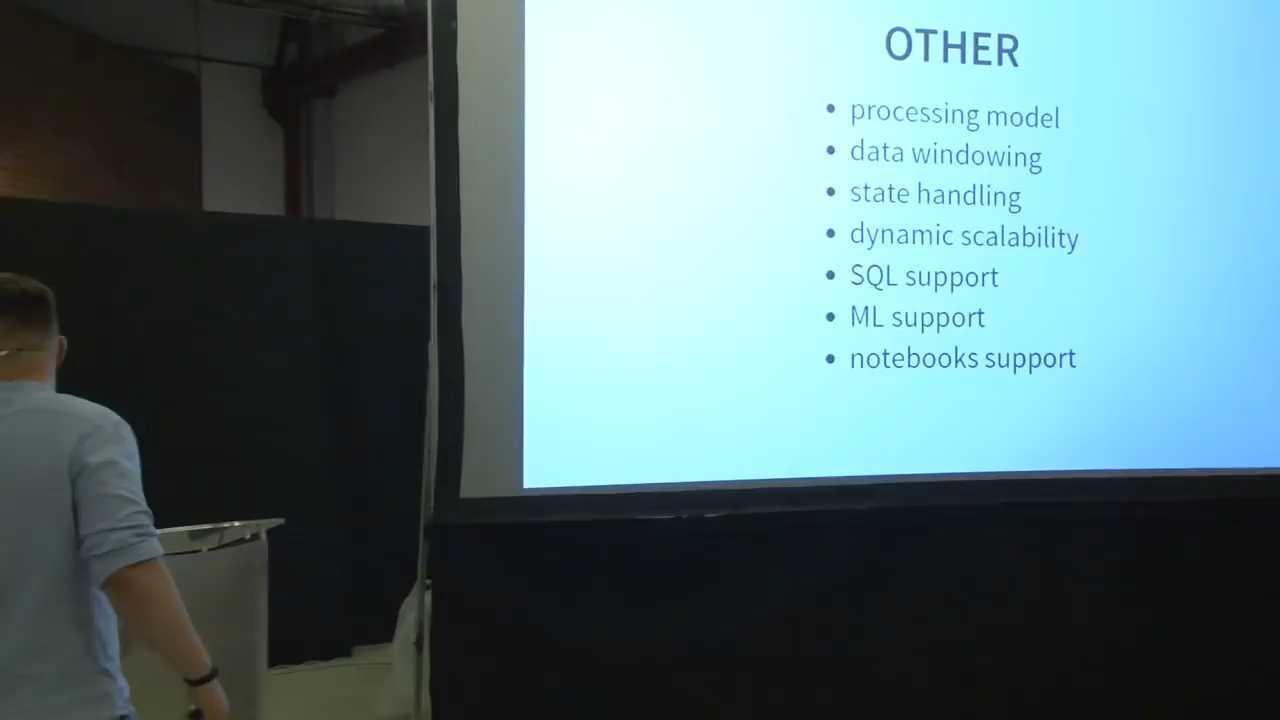 OTHER
• processing model
• data windowing
• state handling
• dynamic scalability
• SQL support
• ML support
• notebooks support